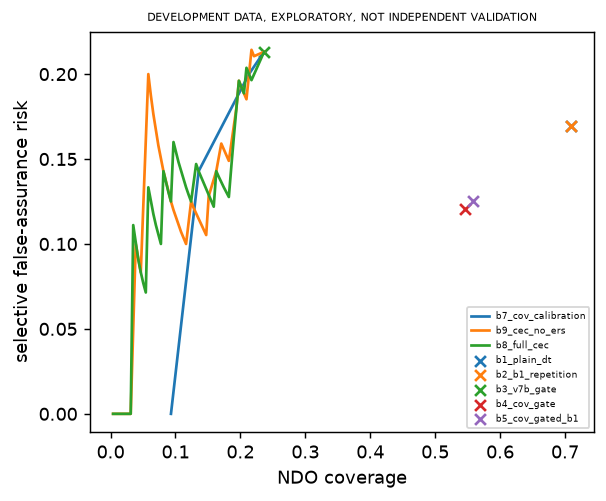 DEVELOPMENT DATA, EXPLORATORY, NOT INDEPENDENT VALIDATION
selective false-assurance risk
0.20
0.15
0.10
0.05
0.00
b7_cov_calibration
b9_cec_no_ers
b8_full_cec
b1_plain_dt
b2_b1_repetition
b3_v7b_gate
b4_cov_gate
b5_cov_gated_b1
0.0 0.1 0.2 0.3 0.4 0.5 0.6 0.7
NDO coverage